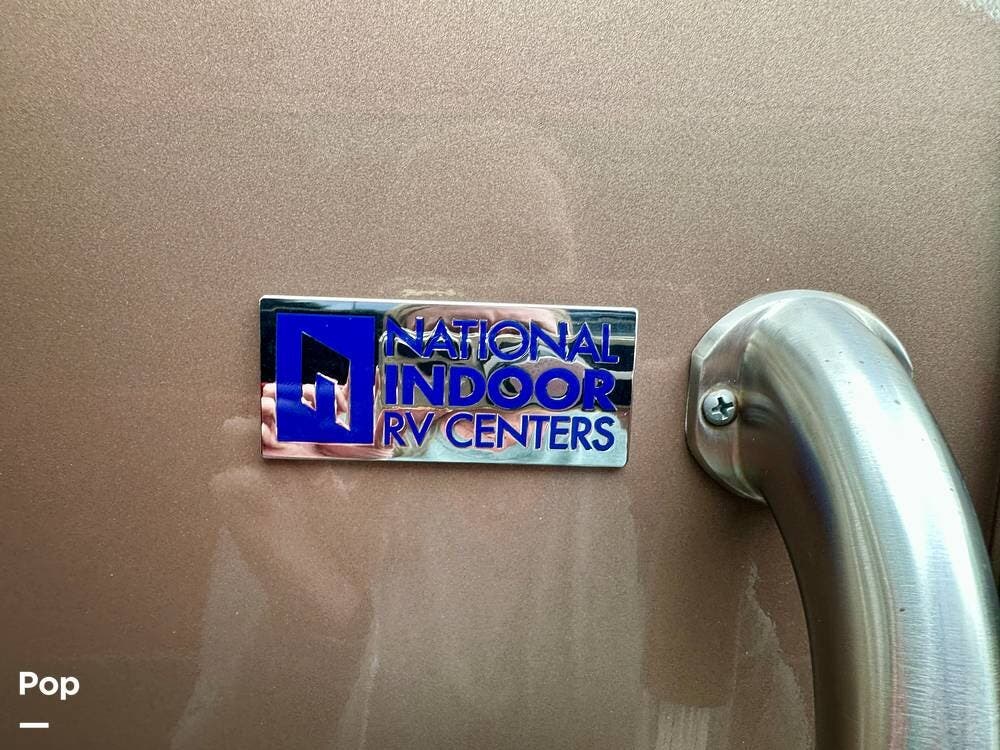 NATIONAL
INDOOR
RV CENTERS
Pop